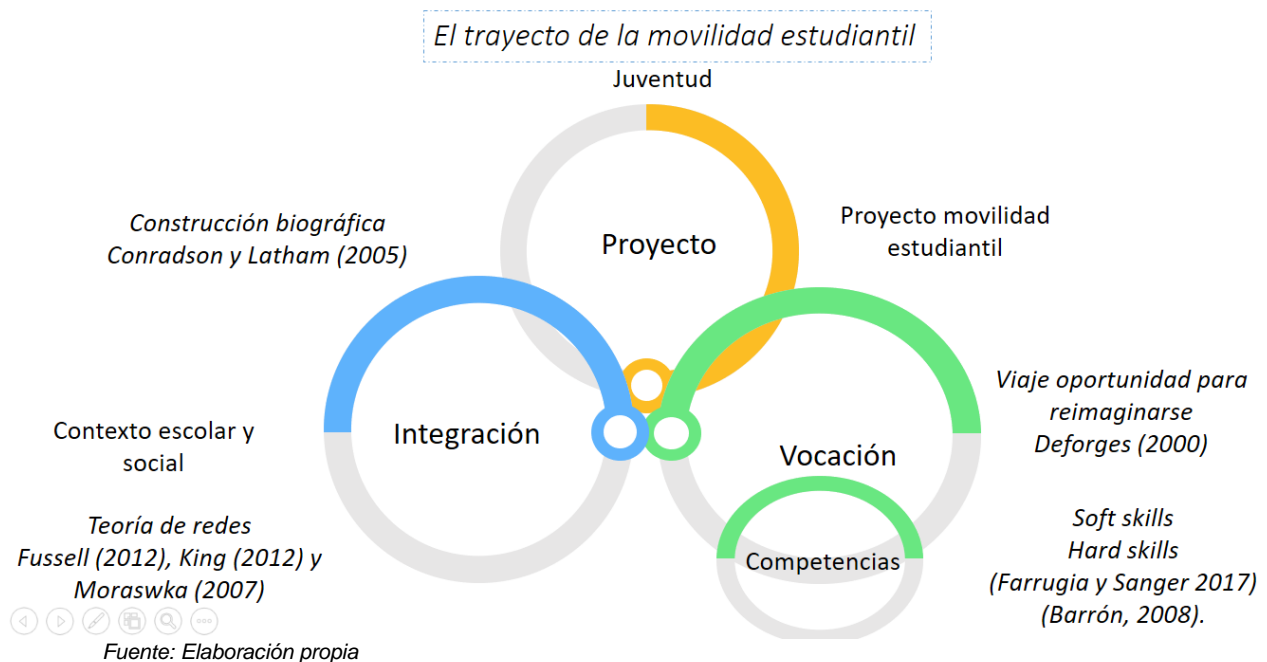 El trayecto de la movilidad estudiantil
Juventud
Proyecto
Construcción biográfica
Conradson y Latham (2005)
Proyecto movilidad
estudiantil
Integración
Contexto escolar y
social
Teoría de redes
Fussell (2012), King (2012) y
Moraswka (2007)
Vocación
Competencias
Viaje oportunidad para
reimaginarse
Deforges (2000)
Soft skills
Hard skills
(Farrugia y Sanger 2017)
(Barrón, 2008).
Fuente: Elaboración propia